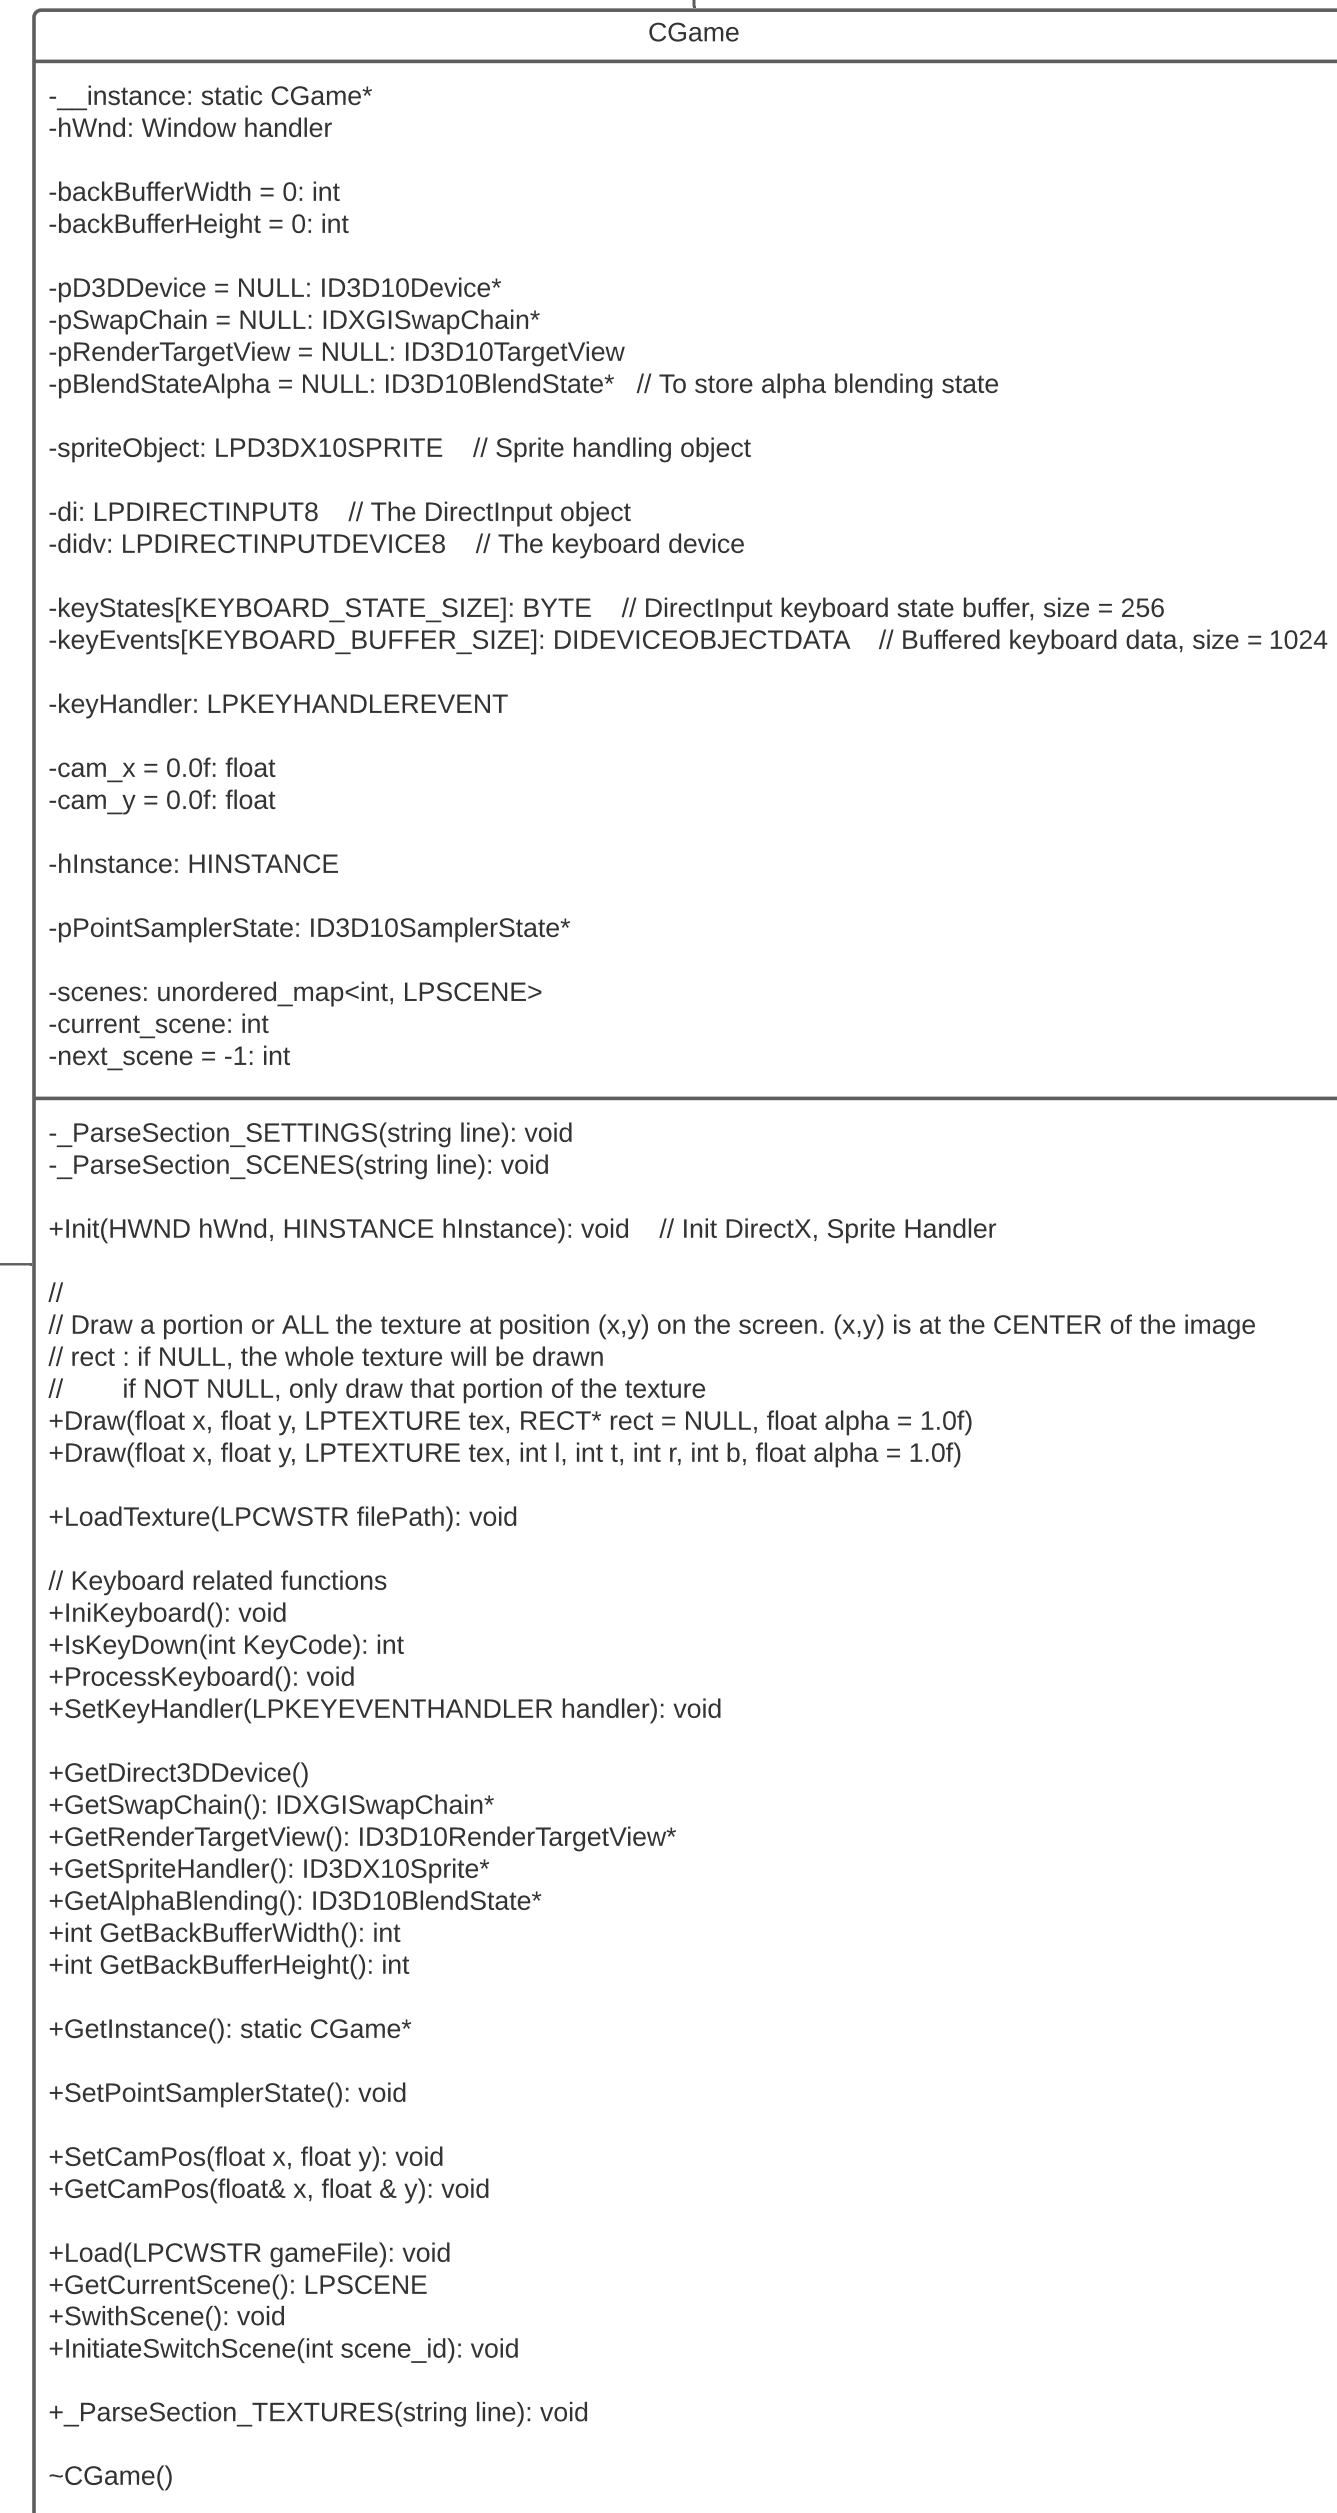 CGame
-__instance: static CGame*
-hWnd: Window handler
-backBufferWidth = 0: int
-backBufferHeight = 0: int
-pD3DDevice = NULL: ID3D10Device*
-pSwapChain = NULL: IDXGISwapChain*
-pRenderTargetView = NULL: ID3D10TargetView
-pBlendStateAlpha = NULL: ID3D10BlendState* // To store alpha blending state
-spriteObject: LPD3DX10SPRITE // Sprite handling object
-di: LPDIRECTINPUT8 // The DirectInput object
-didv: LPDIRECTINPUTDEVICE8 // The keyboard device
-keyStates[KEYBOARD_STATE_SIZE]: BYTE // DirectInput keyboard state buffer, size = 256
-keyEvents[KEYBOARD_BUFFER_SIZE]: DIDEVICEOBJECTDATA // Buffered keyboard data, size = 1024
-keyHandler: LPKEYHANDLEREVENT
-cam_x = 0.0f: float
-cam_y = 0.0f: float
-hInstance: HINSTANCE
-pPointSamplerState: ID3D10SamplerState*
-scenes: unordered_map<int, LPSCENE>
-current_scene: int
-next_scene = -1: int
-_ParseSection_SETTINGS(string line): void
-_ParseSection_SCENES(string line): void
+Init(HWND hWnd, HINSTANCE hInstance): void // Init DirectX, Sprite Handler
//
// Draw a portion or ALL the texture at position (x,y) on the screen. (x,y) is at the CENTER of the image
// rect : if NULL, the whole texture will be drawn
// if NOT NULL, only draw that portion of the texture
+Draw(float x, float y, LPTEXTURE tex, RECT* rect = NULL, float alpha = 1.0f)
+Draw(float x, float y, LPTEXTURE tex, int l, int t, int r, int b, float alpha = 1.0f)
+LoadTexture(LPCWSTR filePath): void
// Keyboard related functions
+IniKeyboard(): void
+IsKeyDown(int KeyCode): int
+ProcessKeyboard(): void
+SetKeyHandler(LPKEYEVENTHANDLER handler): void
+GetDirect3DDevice()
+GetSwapChain(): IDXGISwapChain*
+GetRenderTargetView(): ID3D10RenderTargetView*
+GetSpriteHandler(): ID3DX10Sprite*
+GetAlphaBlending(): ID3D10BlendState*
+int GetBackBufferWidth(): int
+int GetBackBufferHeight(): int
+GetInstance(): static CGame*
+SetPointSamplerState(): void
+SetCamPos(float x, float y): void
+GetCamPos(float& x, float & y): void
+Load(LPCWSTR gameFile): void
+GetCurrentScene(): LPSCENE
+SwithScene(): void
+InitiateSwitchScene(int scene_id): void
+_ParseSection_TEXTURES(string line): void
~CGame()